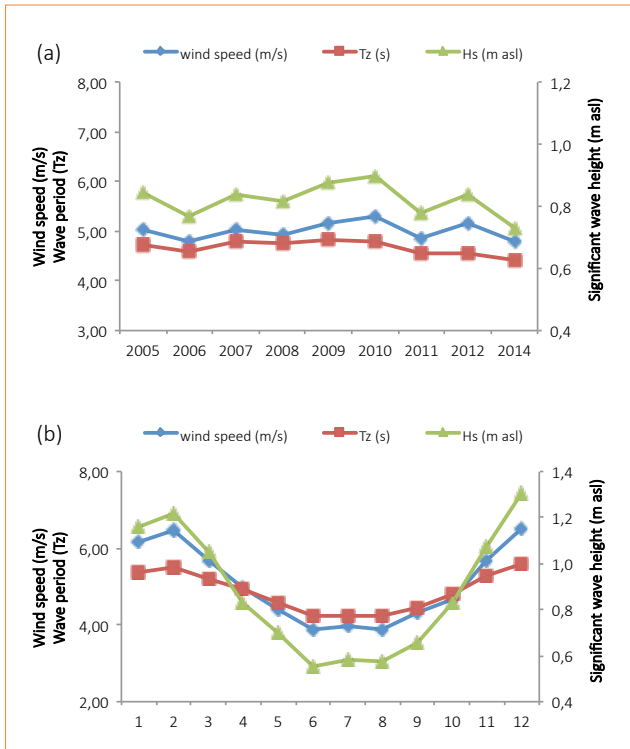 (a)
wind speed (m/s) Tz (s) Hs (m asl)
8,00 1,2
7,00 1,0
6,00 0,8
5,00 0,6
4,00 0,4
3,00
Wind speed (m/s)
Wave period (Tz)
Significant wave height (m asl)
2005 2006 2007 2008 2009 2010 2011 2012 2014
(b)
wind speed (m/s) Tz (s) Hs (m asl)
8,00 1,4
6,00 1,2
4,00 1,0
2,00 0,8
0,6
0,4
Wind speed (m/s)
Wave period (Tz)
Significant wave height (m asl)
1 2 3 4 5 6 7 8 9 10 11 12